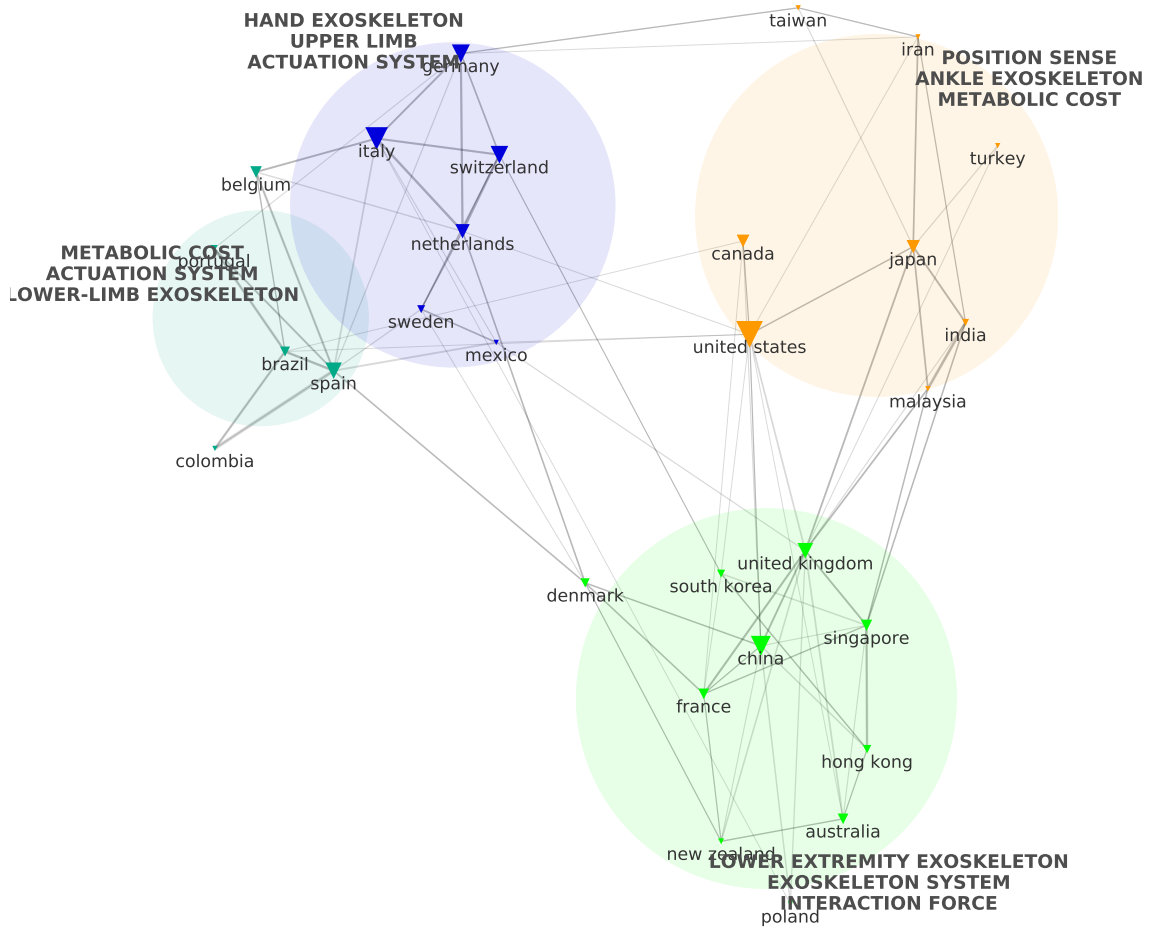 taiwan
HAND EXOSKELETON
UPPER LIMB
ACTUATION SYSTEM
germany
iran
POSITION SENSE
ANKLE EXOSKELETON
METABOLIC COST
italy
switzerland
turkey
belgium
netherlands
canada
japan
METABOLIC COST
portugal
ACTUATION SYSTEM
LOWER-LIMB EXOSKELETON
sweden
mexico
united states
india
brazil
spain
malaysia
colombia
united kingdom
south korea
denmark
singapore
china
france
hong kong
australia
new zealand
LOWER EXTREMITY EXOSKELETON
EXOSKELETON SYSTEM
INTERACTION FORCE
poland